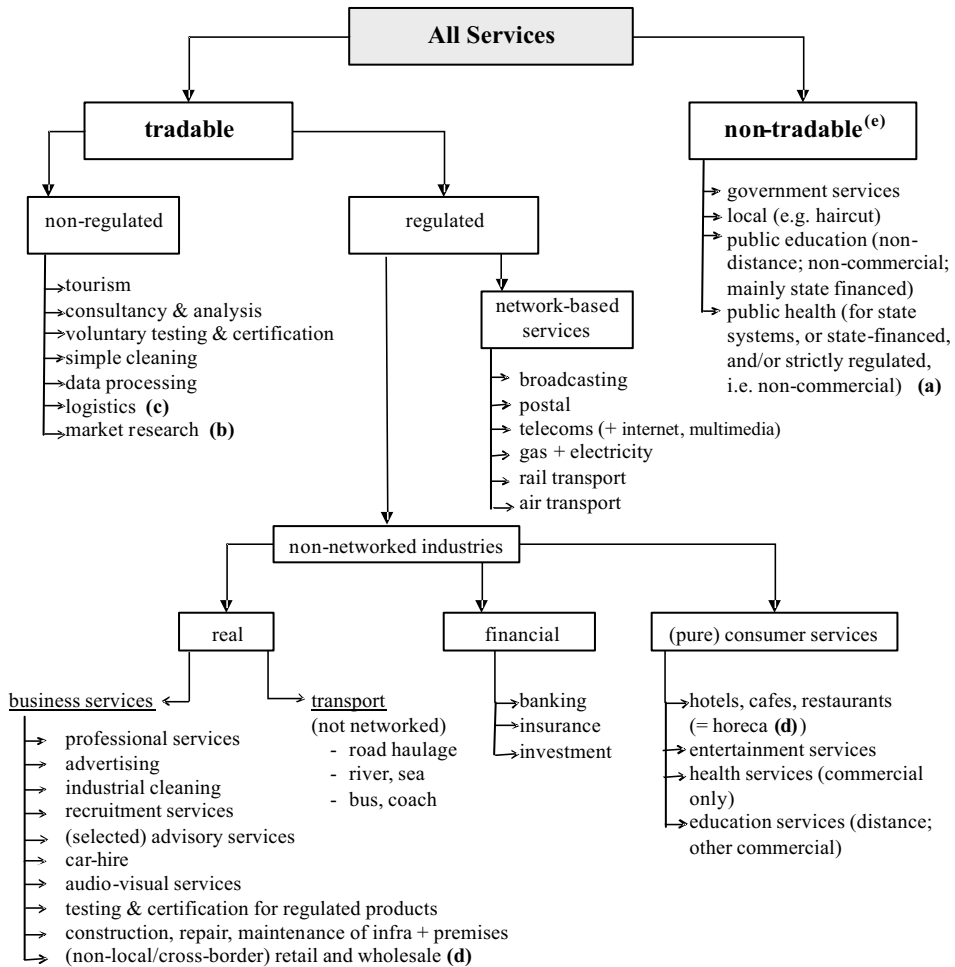 All Services
tradable
non-tradable(e)
government services
local (e.g. haircut)
public education (non-
distance; non-commercial;
mainly state financed)
public health (for state
systems, or state-financed,
and/or strictly regulated,
i.e. non-commercial) (a)
non-regulated
regulated
tourism
consultancy & analysis
voluntary testing & certification
simple cleaning
data processing
logistics (c)
market research (b)
network-based
services
broadcasting
postal
telecoms (+ internet, multimedia)
gas + electricity
rail transport
air transport
non-networked industries
real
financial
(pure) consumer services
business services
professional services
advertising
industrial cleaning
recruitment services
(selected) advisory services
car-hire
audio-visual services
testing & certification for regulated products
construction, repair, maintenance of infra + premises
(non-local/cross-border) retail and wholesale (d)
transport
(not networked)
- road haulage
- river, sea
- bus, coach
banking
insurance
investment
hotels, cafes, restaurants
(= horeca (d) )
entertainment services
health services (commercial
only)
education services (distance;
other commercial)